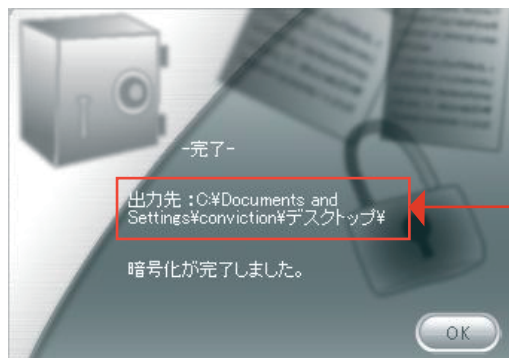 -完了-
出力先 :C:¥Documents and
Settings¥conviction¥デスクトップ¥
暗号化が完了しました。
OK